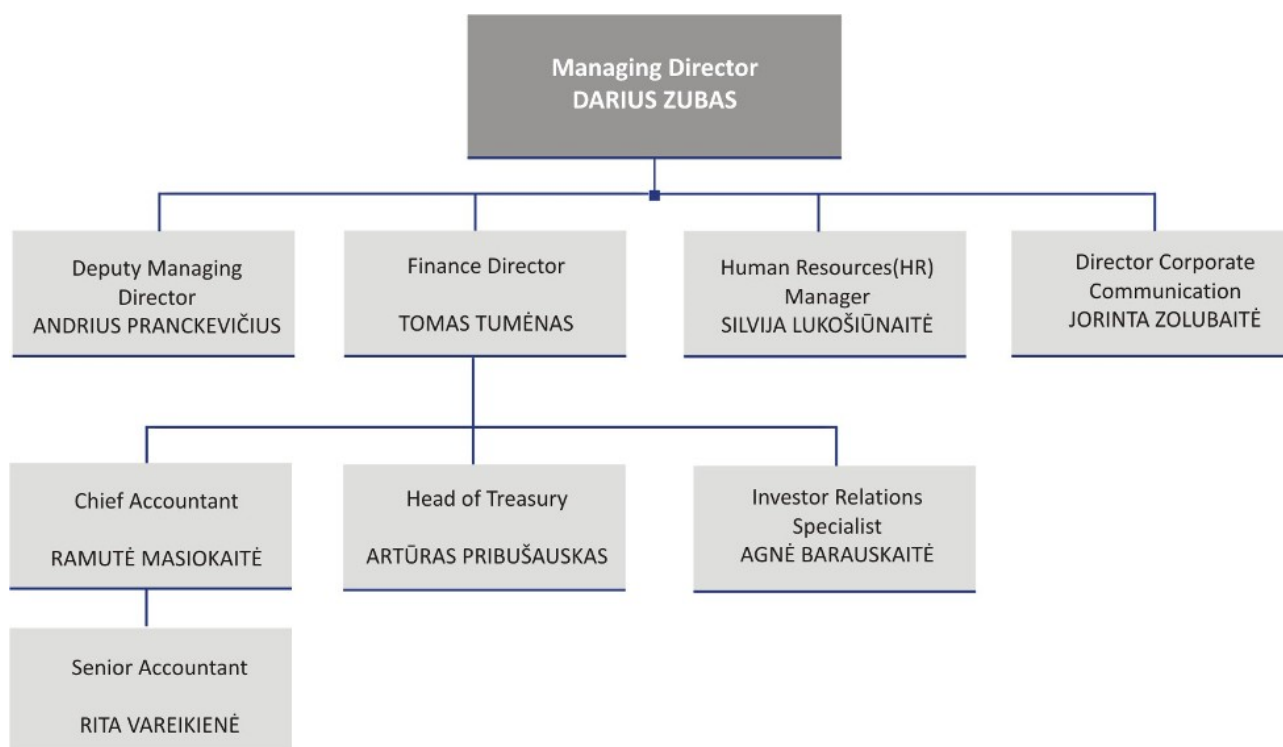 Managing Director
DARIUS ZUBAS
Deputy Managing
Director
ANDRIUS PRANCKEVIČIUS
Finance Director
TOMAS TUMĖNAS
Human Resources(HR)
Manager
SILVIJA LUKOŠIŪNAITĖ
Director Corporate
Communication
JORINTA ZOLUBAITĖ
Chief Accountant
RAMUTĖ MASIOKAITĖ
Head of Treasury
ARTŪRAS PRIBUŠAUSKAS
Investor Relations
Specialist
AGNĖ BARAUSKAITĖ
Senior Accountant
RITA VAREIKIENĖ